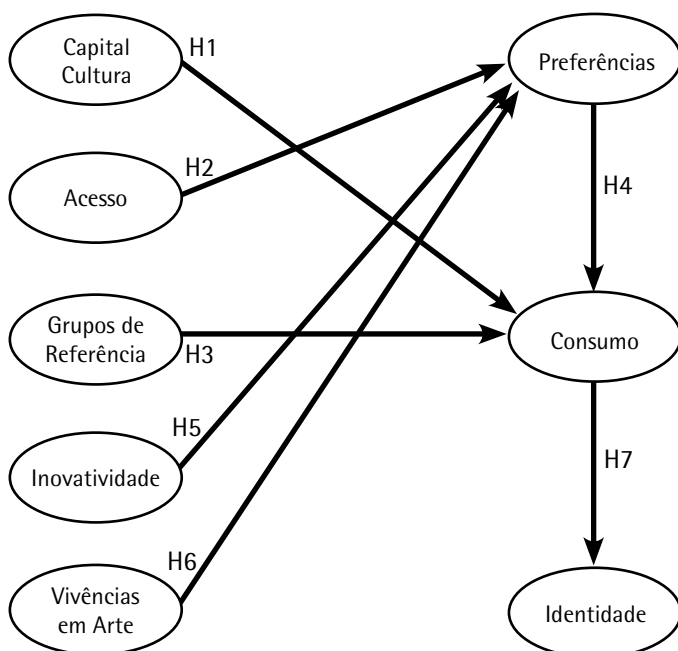 Capital
Cultura
H1
Preferências
Acesso
H2
H4
Grupos de
Referência
H3
Consumo
Inovatividade
H5
H7
Vivências
em Arte
H6
Identidade